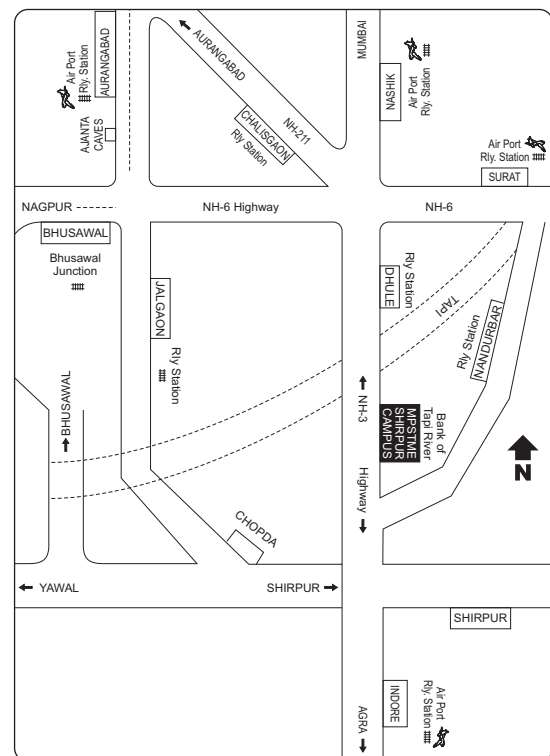 Air Port
Rly. Station
AURANGABAD
AJANTA
CAVES
AURANGABAD
NH-211
CHALISGAON
Rly Station
MUMBAI
NASHIK
Air Port
Rly. Station
Air Port
Rly. Station
SURAT
NAGPUR
NH-6 Highway
NH-6
BHUSAWAL
Bhusawal
Junction
JALGAON
Rly Station
DHULE
Rly Station
TAPI
Rly Station
NANDURBAR
BHUSAWAL
NH-3
Highway
MPSTME
SHIRPUR
CAMPUS
Bank of
Tapi River
N
CHOPDA
YAWAL
SHIRPUR
SHIRPUR
INDORE
Air Port
Rly. Station
AGRA